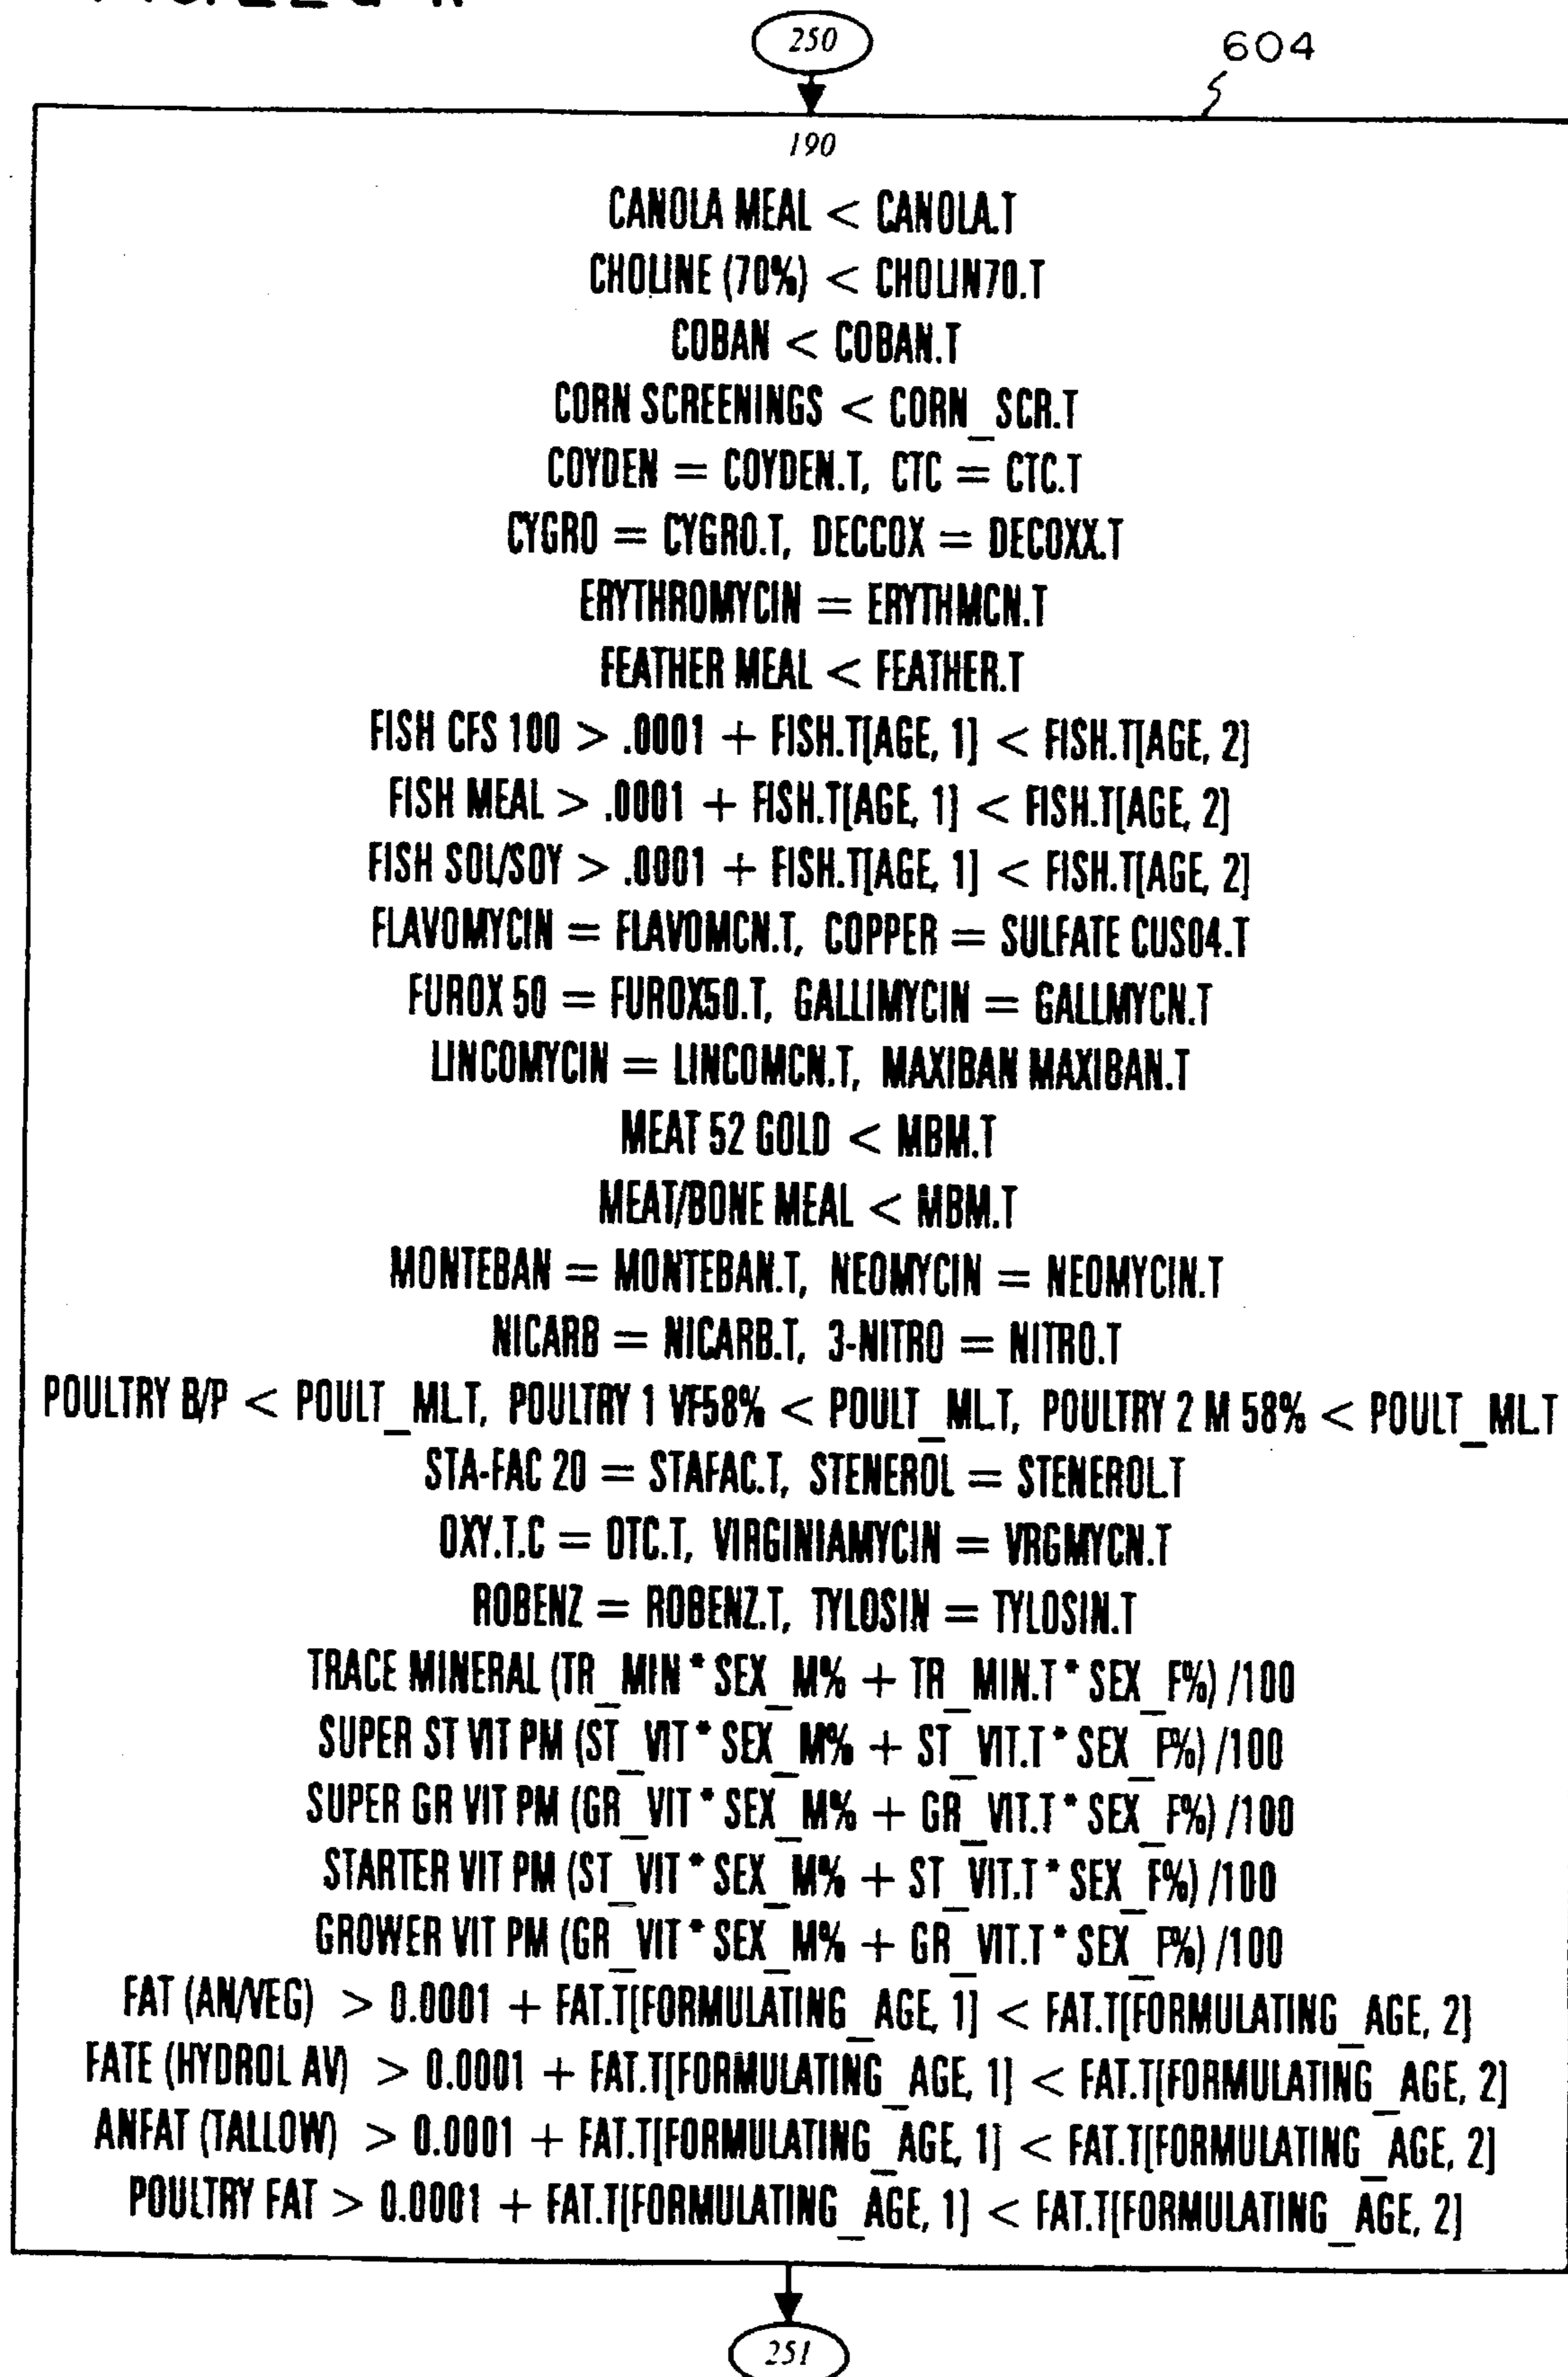 250
604
190
CANOLA MEAL < CANOLA.T
CHOLINE (70%) < CHOLIN70.T
COBAN < COBAN.T
CORN SCREENINGS < CORN_SCR.T
COYDEN = COYDEN.T, CTC = CTC.T
CYGRO = CYGRO.T, DECCOX = DECOXX.T
ERYTHROMYCIN = ERYTHMCN.T
FEATHER MEAL < FEATHER.T
FISH CFS 100 > .0001 + FISH.T[AGE, 1] < FISH.T[AGE, 2]
FISH MEAL > .0001 + FISH.T[AGE, 1] < FISH.T[AGE, 2]
FISH SOL/SOY > .0001 + FISH.T[AGE, 1] < FISH.T[AGE, 2]
FLAVOMYCIN = FLAVOMCN.T, COPPER = SULFATE CUS04.T
FUROX 50 = FUROX50.T, GALLIMYCIN = GALLMYCN.T
LINCOMYCIN = LINCOMCN.T, MAXIBAN MAXIBAN.T
MEAT 52 GOLD < MBM.T
MEAT/BONE MEAL < MBM.T
MONTEBAN = MONTEBAN.T, NEOMYCIN = NEOMYCIN.T
NICARB = NICARB.T, 3-NITRO = NITRO.T
POULTRY B/P < POULT_ML.T, POULTRY 1 VF58% < POULT_ML.T, POULTRY 2 M 58% < POULT_ML.T
STA-FAC 20 = STAFAC.T, STENEROL = STENEROL.T
OXY.T.C = OTC.T, VIRGINIAMYCIN = VRGMYCN.T
ROBENZ = ROBENZ.T, TYLOSIN = TYLOSIN.T
TRACE MINERAL (TR_MIN * SEX_M% + TR_MIN.T * SEX_F%) /100
SUPER ST VIT PM (ST_VIT * SEX_M% + ST_VIT.T * SEX_F%) /100
SUPER GR VIT PM (GR_VIT * SEX_M% + GR_VIT.T * SEX_F%) /100
STARTER VIT PM (ST_VIT * SEX_M% + ST_VIT.T * SEX_F%) /100
GROWER VIT PM (GR_VIT * SEX_M% + GR_VIT.T * SEX_F%) /100
FAT (AN/VEG) > 0.0001 + FAT.T[FORMULATING_AGE, 1] < FAT.T[FORMULATING_AGE, 2]
FATE (HYDROL AV) > 0.0001 + FAT.T[FORMULATING_AGE, 1] < FAT.T[FORMULATING_AGE, 2]
ANFAT (TALLOW) > 0.0001 + FAT.T[FORMULATING_AGE, 1] < FAT.T[FORMULATING_AGE, 2]
POULTRY FAT > 0.0001 + FAT.T[FORMULATING_AGE, 1] < FAT.T[FORMULATING_AGE, 2]
251